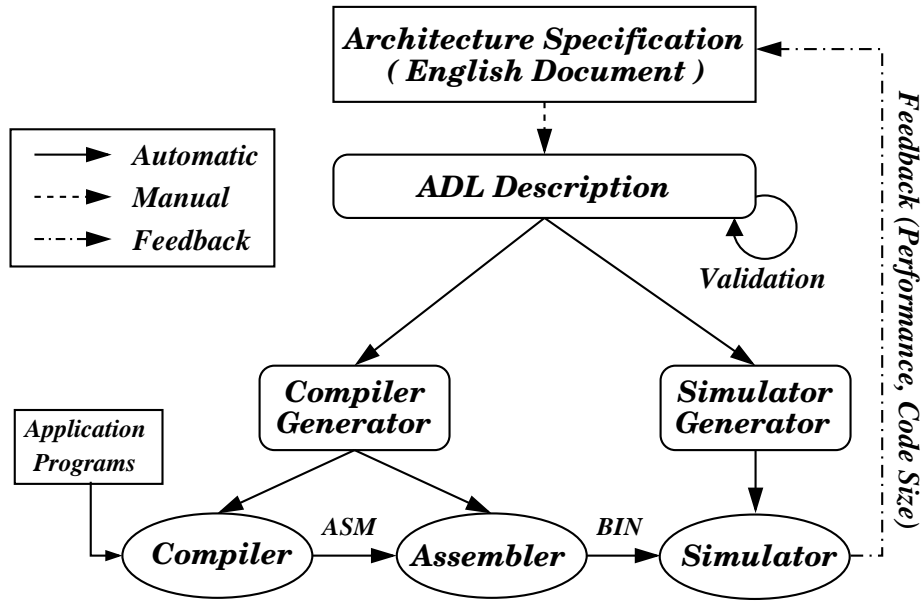 Architecture Specification
( English Document )
Automatic
Manual
Feedback
ADL Description
Validation
Feedback (Performance, Code Size)
Compiler
Generator
Simulator
Generator
Application
Programs
Compiler
ASM
Assembler
BIN
Simulator